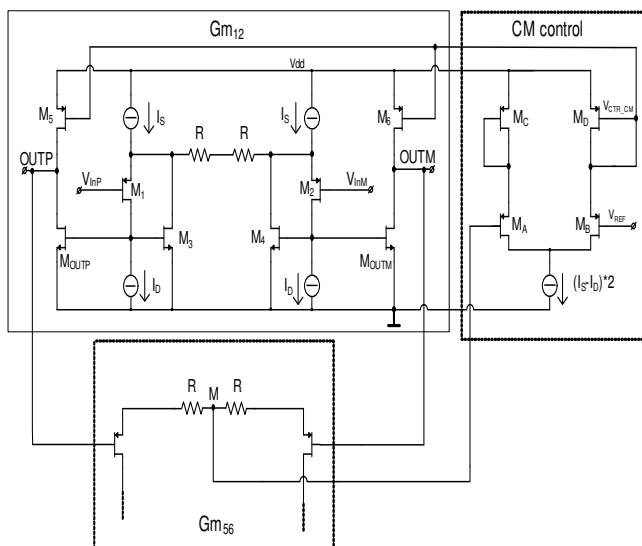 Gm12
CM control
Vdd
M5
IS
IS
M6
MC
MD
VCTR_CM
R
R
OUTP
OUTM
VInP
M1
M2
VInM
MA
MB
VREF
M3
M4
MOUTP
MOUTM
ID
ID
(IS-ID)*2
R
M
R
Gm56